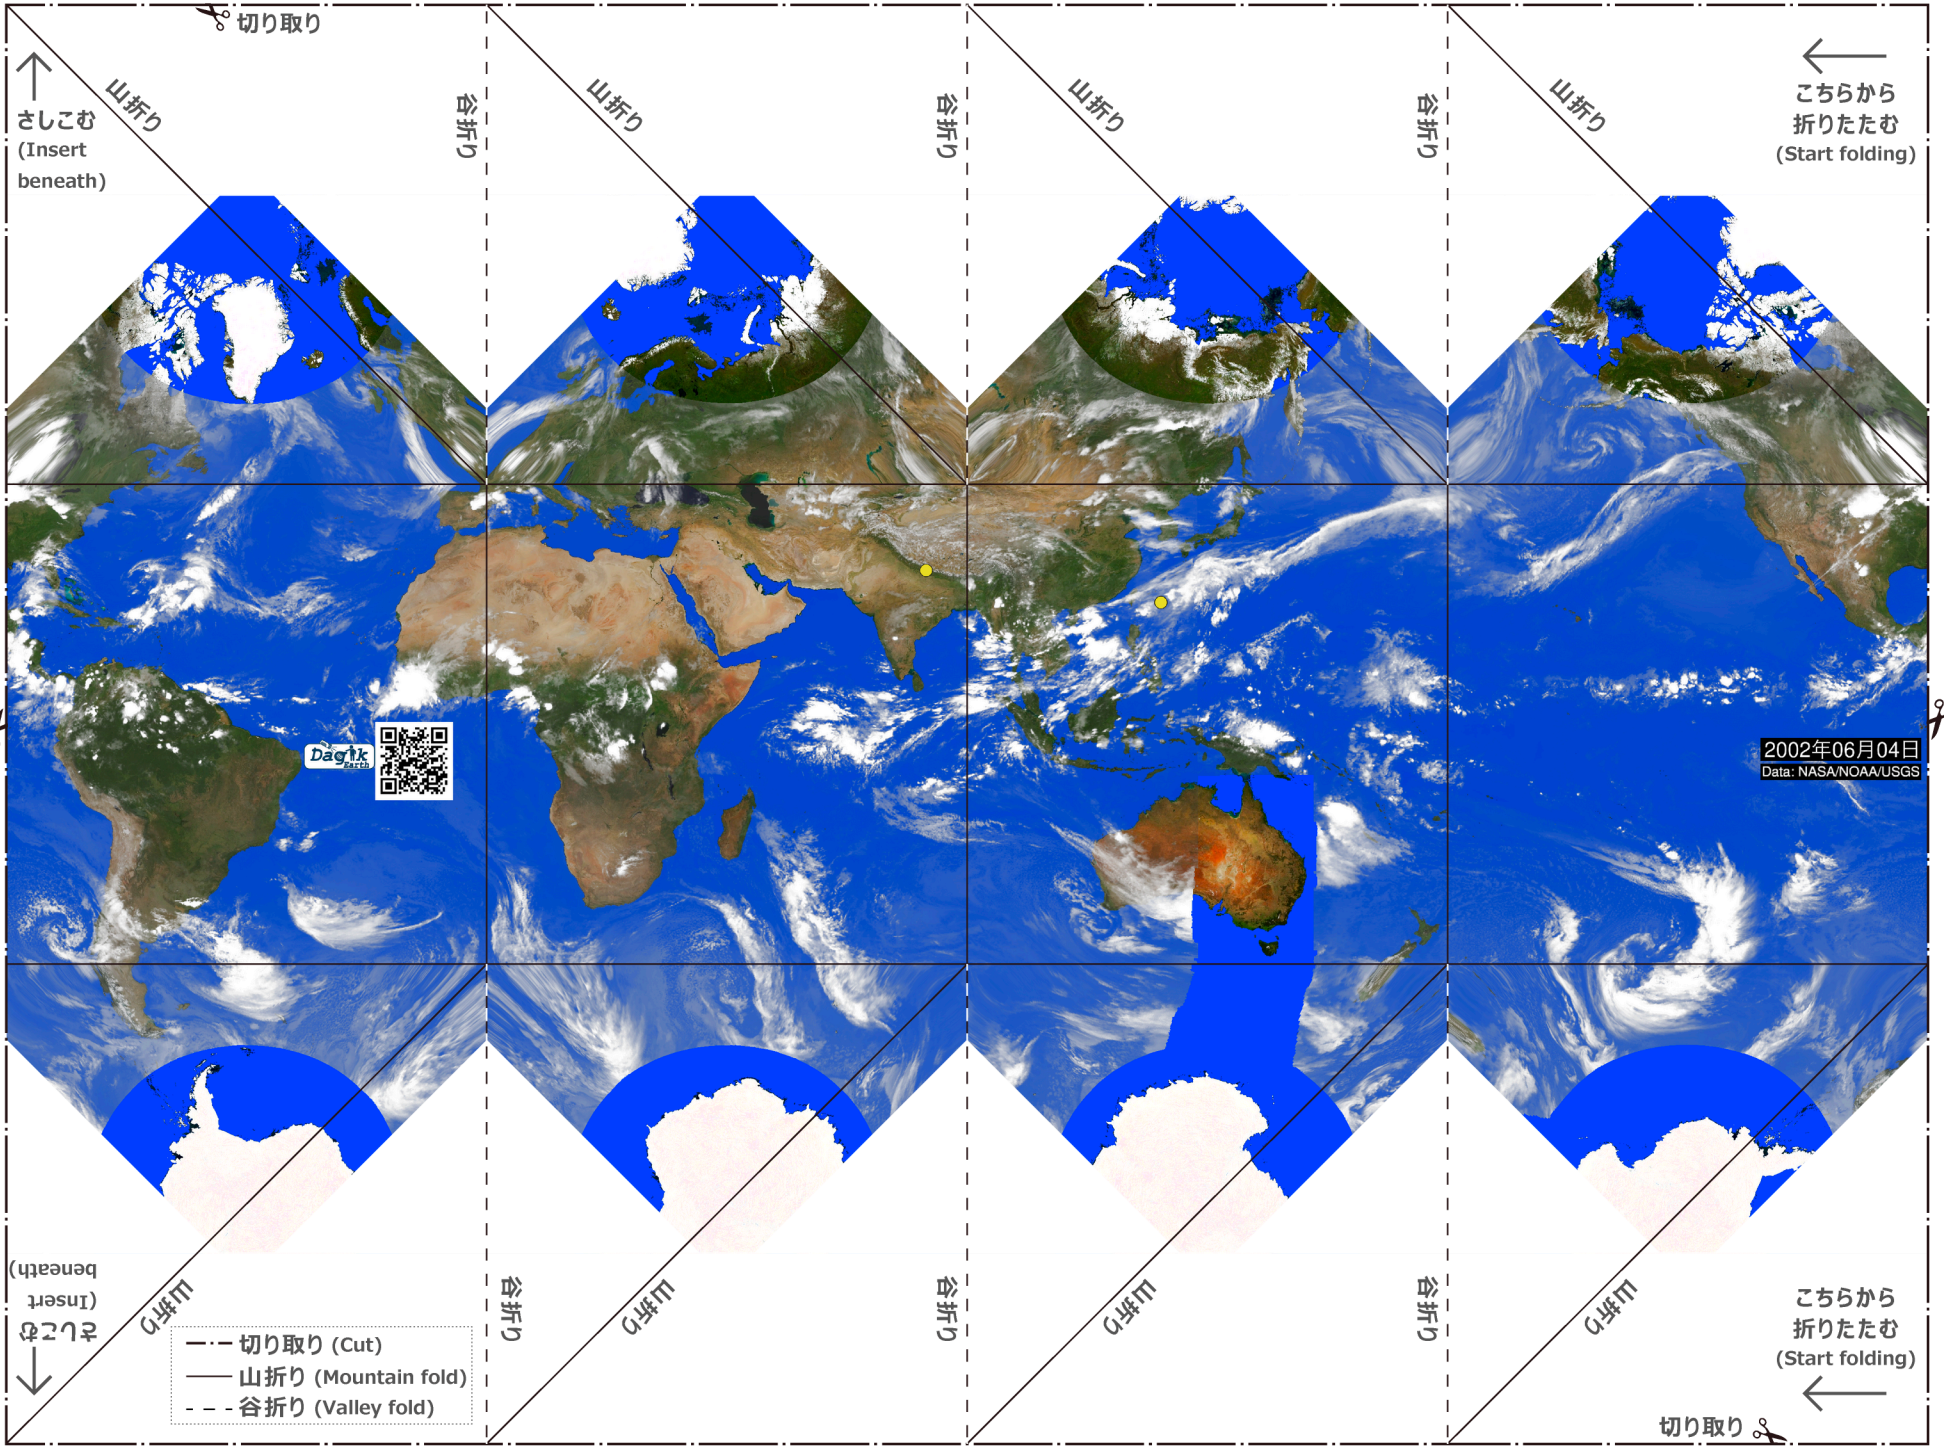 切り取り
さしこむ
(Insert
beneath)
山折り
谷折り
山折り
谷折り
山折り
谷折り
山折り
こちらから
折りたたむ
(Start folding)
Dagik
Earth
2002年06月04日
Data: NASA/NOAA/USGS
さしこむ
(Insert
beneath)
山折り
谷折り
山折り
谷折り
山折り
谷折り
山折り
こちらから
折りたたむ
(Start folding)
切り取り (Cut)
山折り (Mountain fold)
谷折り (Valley fold)
切り取り